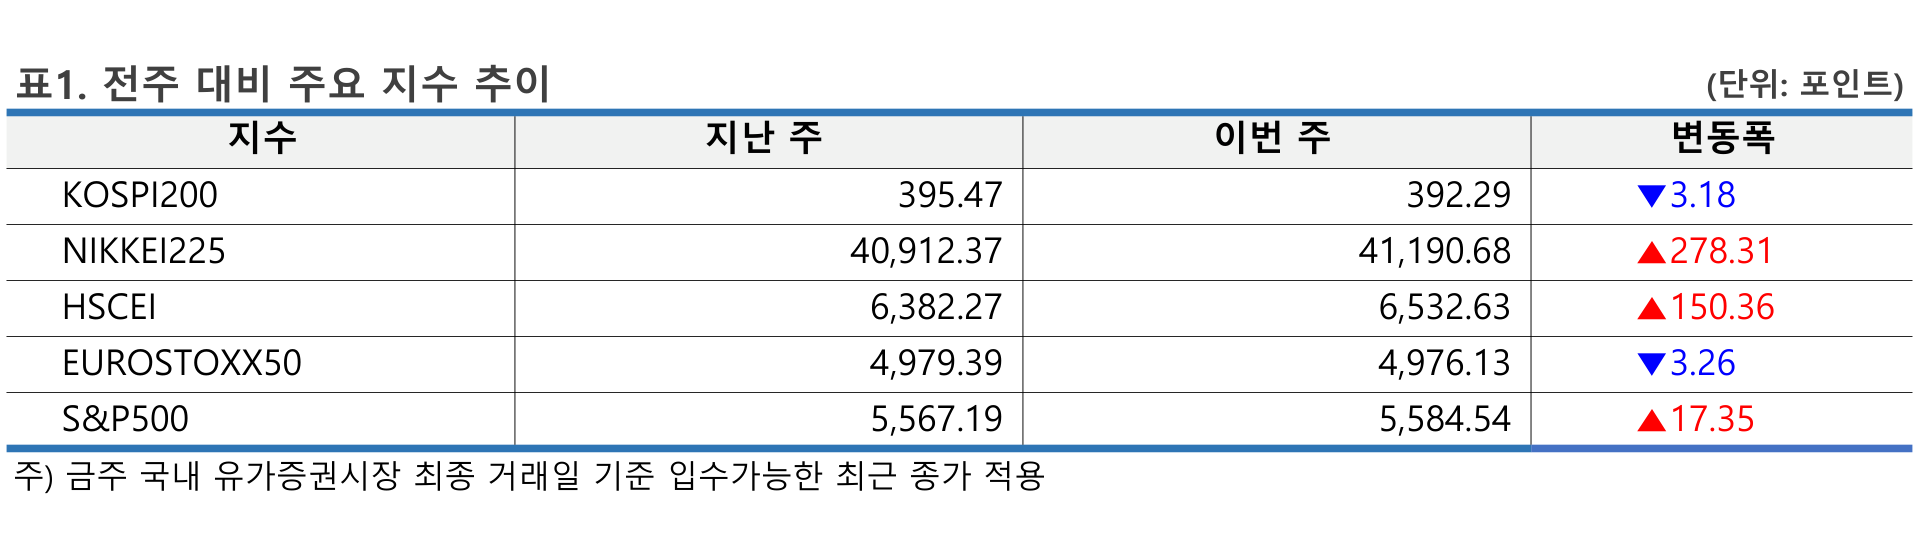 표1. 전주 대비 주요 지수 추이 (단위: 포인트)
지수 지난 주 이번 주 변동폭
KOSPI200 395.47 392.29 ▼3.18
NIKKEI225 40,912.37 41,190.68 ▲278.31
HSCEI 6,382.27 6,532.63 ▲150.36
EUROSTOXX50 4,979.39 4,976.13 ▼3.26
S&P500 5,567.19 5,584.54 ▲17.35
주) 금주 국내 유가증권시장 최종 거래일 기준 입수가능한 최근 종가 적용